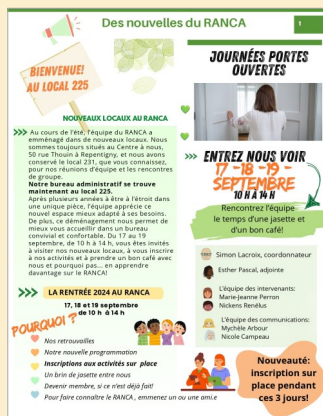 Des nouvelles du RANCA
1
BIENVENUE!
AU LOCAL 225
NOUVEAUX LOCAUX AU RANCA
Au cours de l'été, l'équipe du RANCA a
emménagé dans de nouveaux locaux. Nous
sommes toujours situés au Centre à nous,
50 rue Thouin à Repentigny, et nous avons
conservé le local 231, que vous connaissez,
pour nos réunions d'équipe et les rencontres
de groupe.
Notre bureau administratif se trouve
maintenant au local 225.
Après plusieurs années à être à l'étroit dans
une unique pièce, l'équipe apprécie ce
nouvel espace mieux adapté à ses besoins.
De plus, ce déménagement nous permet de
mieux vous accueillir dans un bureau
convivial et confortable. Du 17 au 19
septembre, de 10 h à 14 h, vous êtes invités
à visiter nos nouveaux locaux, à vous inscrire
à nos activités et à prendre un bon café avec
nous et pourquoi pas... en apprendre
davantage sur le RANCA!
LA RENTRÉE 2024 AU RANCA
17, 18 et 19 septembre
de 10 h à 14 h
POURQUOI ?
Nos retrouvailles
Notre nouvelle programmation
Inscriptions aux activités sur place
Un brin de jasette entre nous
Devenir membre, si ce n'est déjà fait!
Pour faire connaître le RANCA, emmenez un ou une ami.e
JOURNÉES PORTES
OUVERTES
ENTREZ NOUS VOIR
17 -18 -19 -
SEPTEMBRE
10 H À 14 H
Rencontrez l'équipe
le temps d'une jasette et
d'un bon café!
Simon Lacroix, coordonnateur
Esther Pascal, adjointe
L'équipe des intervenants:
Marie-Jeanne Perron
Nickens Renélus
L'équipe des communications:
Mychèle Arbour
Nicole Campeau
Nouveauté:
inscription sur
place pendant
ces 3 jours!